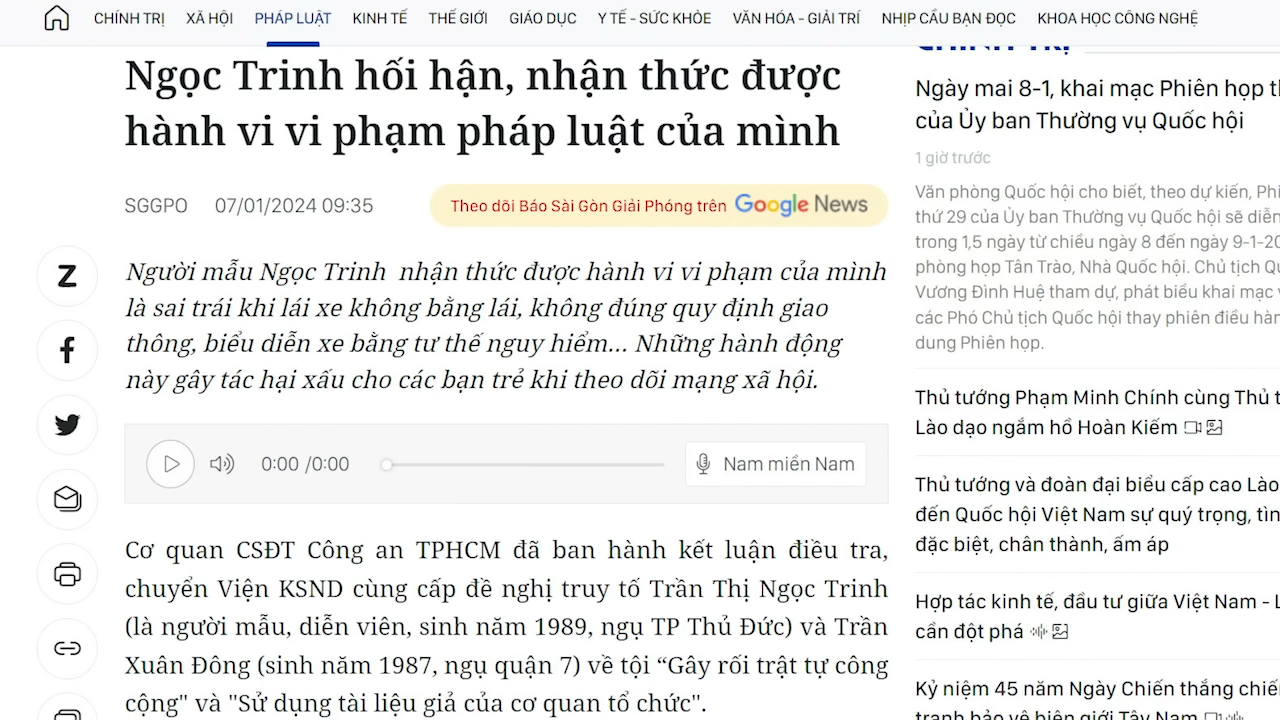 CHÍNH TRỊ XÃ HỘI PHÁP LUẬT KINH TẾ THẾ GIỚI GIÁO DỤC Y TẾ - SỨC KHỎE VĂN HÓA - GIẢI TRÍ NHỊP CẦU BẠN ĐỌC KHOA HỌC CÔNG NGHỆ
Ngọc Trinh hối hận, nhận thức được
hành vi vi phạm pháp luật của mình
SGGPO 07/01/2024 09:35
Theo dõi Báo Sài Gòn Giải Phóng trên Google News
Người mẫu Ngọc Trinh nhận thức được hành vi vi phạm của mình
là sai trái khi lái xe không bằng lái, không đúng quy định giao
thông, biểu diễn xe bằng tư thế nguy hiểm... Những hành động
này gây tác hại xấu cho các bạn trẻ khi theo dõi mạng xã hội.
0:00 /0:00 Nam miền Nam
Cơ quan CSĐT Công an TPHCM đã ban hành kết luận điều tra,
chuyển Viện KSND cùng cấp đề nghị truy tố Trần Thị Ngọc Trinh
(là người mẫu, diễn viên, sinh năm 1989, ngụ TP Thủ Đức) và Trần
Xuân Đông (sinh năm 1987, ngụ quận 7) về tội “Gây rối trật tự công
cộng" và "Sử dụng tài liệu giả của cơ quan tổ chức".
CHÍNH TRỊ
Ngày mai 8-1, khai mạc Phiên họp
của Ủy ban Thường vụ Quốc hội
1 giờ trước
Văn phòng Quốc hội cho biết, theo dự kiến,
thứ 29 của Ủy ban Thường vụ Quốc hội sẽ diễn
trong 1,5 ngày từ chiều ngày 8 đến ngày
phòng họp Tân Trào, Nhà Quốc hội. Chủ tịch
Vương Đình Huệ tham dự, phát biểu khai mạc
các Phó Chủ tịch Quốc hội thay phiên điều
dung Phiên họp.
Thủ tướng Phạm Minh Chính cùng Thủ
Lào dạo ngắm hồ Hoàn Kiếm
Thủ tướng và đoàn đại biểu cấp cao Lào
đến Quốc hội Việt Nam sự quý trọng,
đặc biệt, chân thành, ấm áp
Hợp tác kinh tế, đầu tư giữa Việt Nam -
cần đột phá
Kỷ niệm 45 năm Ngày Chiến thắng
tranh bảo vệ biên giới Tây Nam